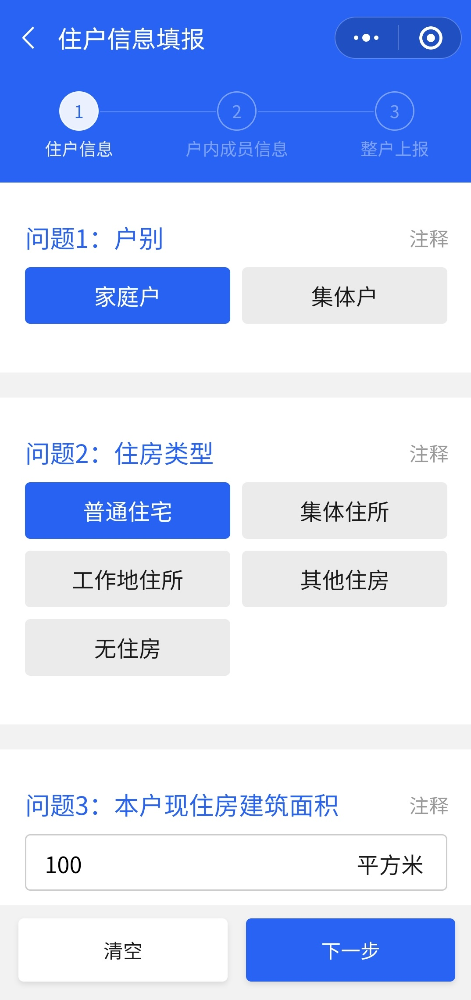 住户信息填报
1
2
3
住户信息
户内成员信息
整户上报
问题1：户别
注释
家庭户
集体户
问题2：住房类型
注释
普通住宅
集体住所
工作地住所
其他住房
无住房
问题3：本户现住房建筑面积
注释
100
平方米
清空
下一步